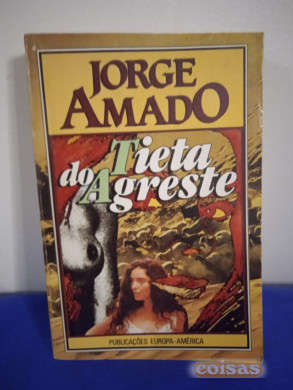 JORGE
AMADO
Tieta
do Agreste
PUBLICAÇÕES EUROPA-AMÉRICA
coisas